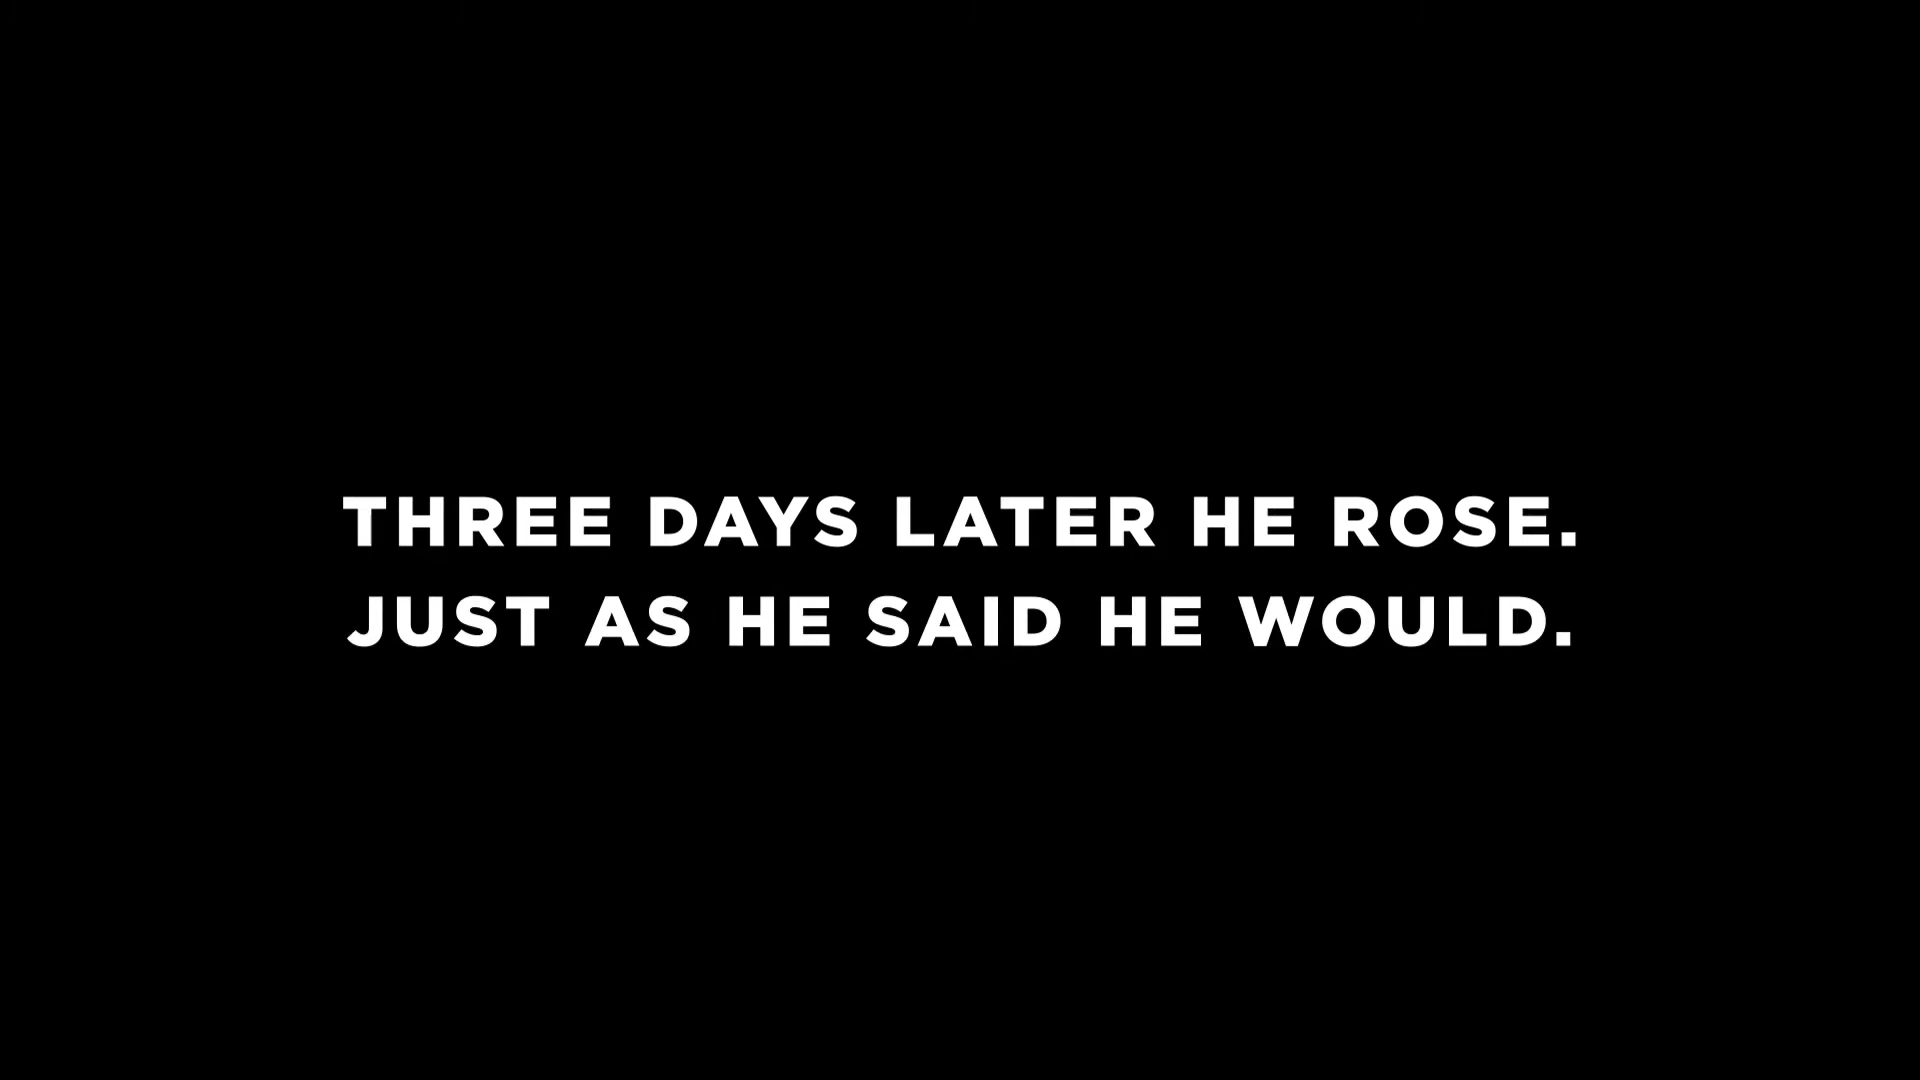 THREE DAYS LATER HE ROSE.
JUST AS HE SAID HE WOULD.